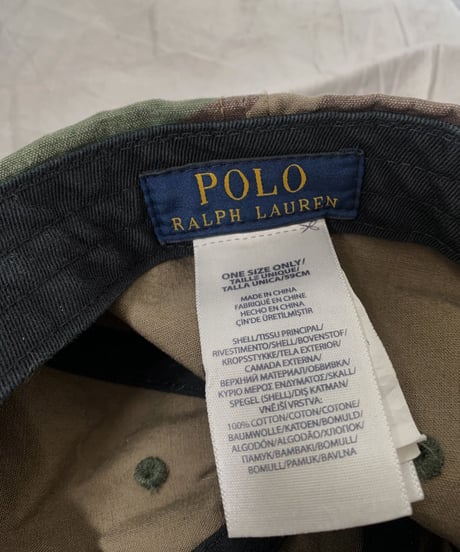 POLO
RALPH LAUREN
ONE SIZE ONLY/
TAILLE UNIQUE/
TALLA UNICA/59CM
MADE IN CHINA
FABRIQUÉ EN CHINE
HECHO EN CHINA
ÇİN'DE ÜRETİLMİŞTİR
SHELL/TISSU PRINCIPAL/
RIVESTIMENTO/SHELL/BOVENSTOF/
KROPSSTYKKE/TELA EXTERIOR/
CAMADA EXTERNA/
ВЕРХНИЙ МАТЕРИАЛ/ОБВИВКА/
ΚΥΡΙΟ ΜΕΡΟΣ ΕΝΔΥΜΑΤΟΣ/SKALL/
SPEGEL (SHELL)/DIŞ KATMAN/
VNĚJŠÍ VRSTVA:
100% COTTON/COTON/COTONE/
BAUMWOLLE/KATOEN/BOMULD/
ALGODÓN/ALGODÃO/ХЛОПОК/
ПАМУК/ΒΑΜΒΑΚΙ/BOMULL/
BOMULL/PAMUK/BAVLNA